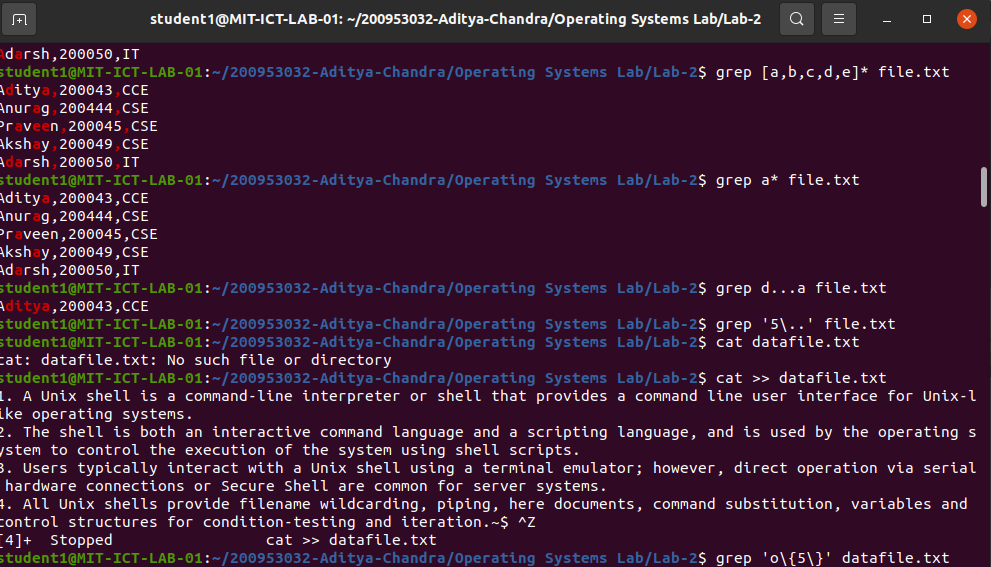 student1@MIT-ICT-LAB-01: ~/200953032-Aditya-Chandra/Operating Systems Lab/Lab-2
Adarsh,200050,IT
student1@MIT-ICT-LAB-01:~/200953032-Aditya-Chandra/Operating Systems Lab/Lab-2$ grep [a,b,c,d,e]* file.txt
Aditya,200043,CCE
Anurag,200444,CSE
Praveen,200045,CSE
Akshay,200049,CSE
Adarsh,200050,IT
student1@MIT-ICT-LAB-01:~/200953032-Aditya-Chandra/Operating Systems Lab/Lab-2$ grep a* file.txt
Aditya,200043,CCE
Anurag,200444,CSE
Praveen,200045,CSE
Akshay,200049,CSE
Adarsh,200050,IT
student1@MIT-ICT-LAB-01:~/200953032-Aditya-Chandra/Operating Systems Lab/Lab-2$ grep d...a file.txt
Aditya,200043,CCE
student1@MIT-ICT-LAB-01:~/200953032-Aditya-Chandra/Operating Systems Lab/Lab-2$ grep '5\..' file.txt
student1@MIT-ICT-LAB-01:~/200953032-Aditya-Chandra/Operating Systems Lab/Lab-2$ cat datafile.txt
cat: datafile.txt: No such file or directory
student1@MIT-ICT-LAB-01:~/200953032-Aditya-Chandra/Operating Systems Lab/Lab-2$ cat >> datafile.txt
1. A Unix shell is a command-line interpreter or shell that provides a command line user interface for Unix-l
ike operating systems.
2. The shell is both an interactive command language and a scripting language, and is used by the operating s
ystem to control the execution of the system using shell scripts.
3. Users typically interact with a Unix shell using a terminal emulator; however, direct operation via serial
 hardware connections or Secure Shell are common for server systems.
4. All Unix shells provide filename wildcarding, piping, here documents, command substitution, variables and
control structures for condition-testing and iteration.~$ ^Z
[4]+  Stopped                 cat >> datafile.txt
student1@MIT-ICT-LAB-01:~/200953032-Aditya-Chandra/Operating Systems Lab/Lab-2$ grep 'o\{5\}' datafile.txt